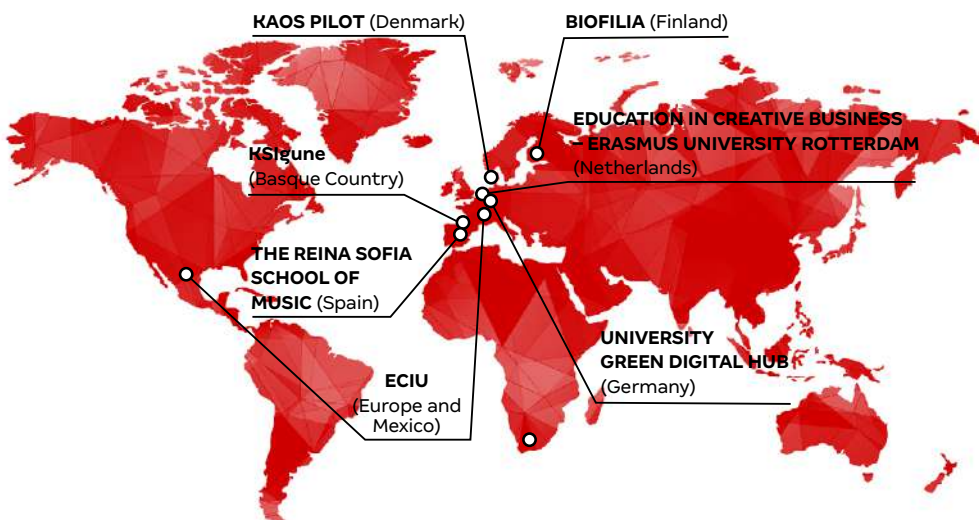 KAOS PILOT (Denmark)
BIOFILIA (Finland)
EDUCATION IN CREATIVE BUSINESS
– ERASMUS UNIVERSITY ROTTERDAM
(Netherlands)
KSIgune
(Basque Country)
THE REINA SOFIA
SCHOOL OF
MUSIC (Spain)
UNIVERSITY
GREEN DIGITAL HUB
(Germany)
ECIU
(Europe and
Mexico)